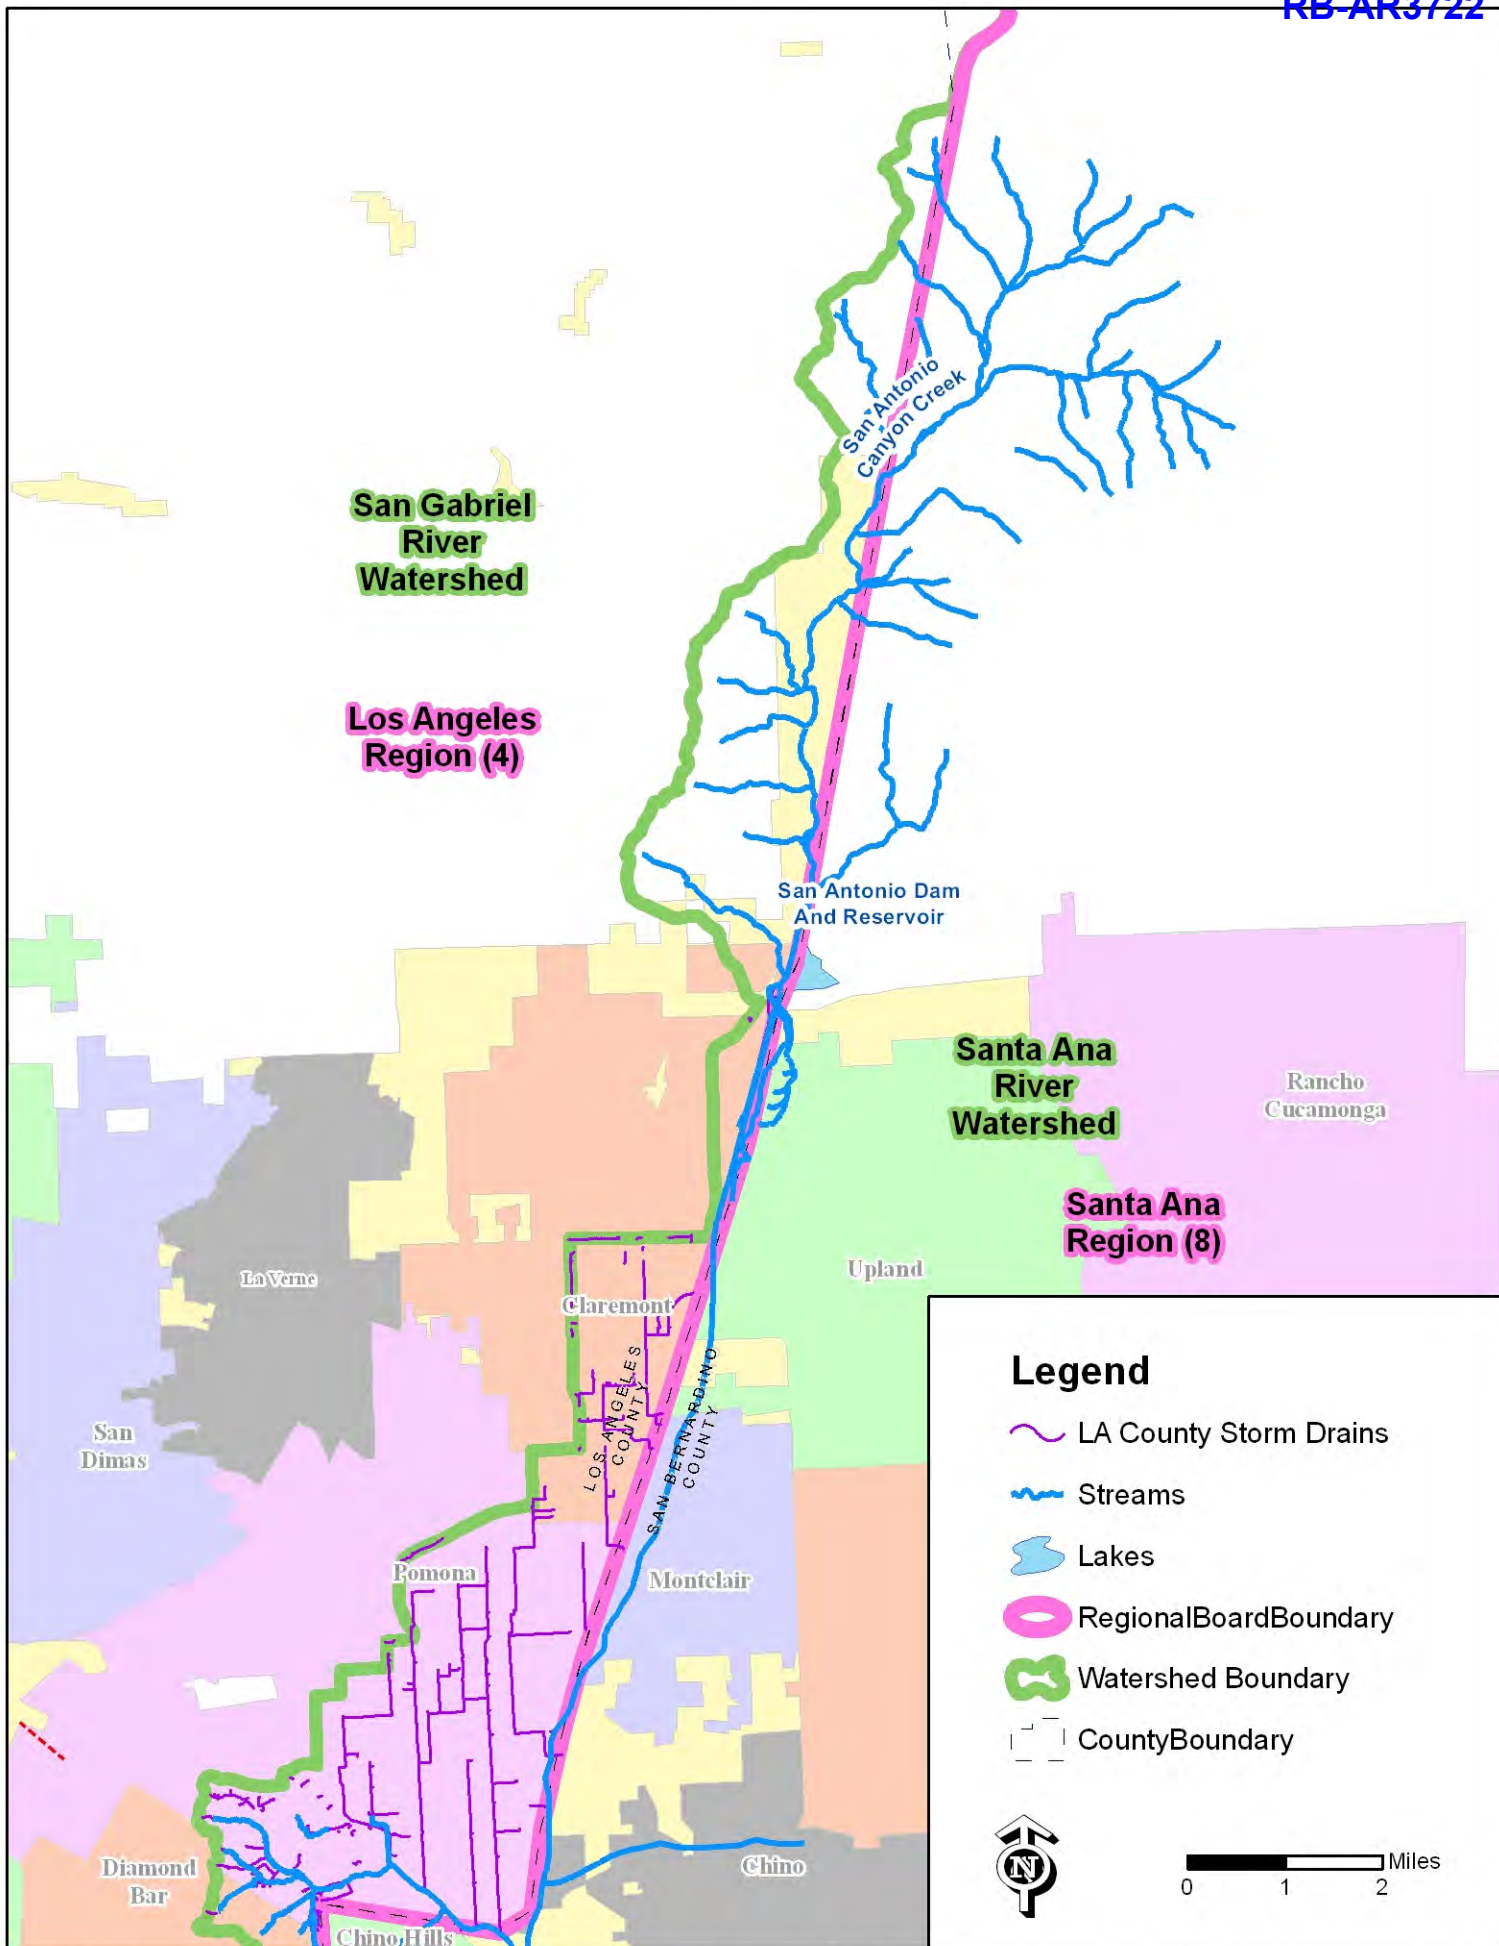 RB-AR3722
San Antonio
Canyon Creek
San Gabriel
River
Watershed
Los Angeles
Region (4)
San Antonio Dam
And Reservoir
Santa Ana
River
Watershed
Rancho
Cucamonga
Santa Ana
Region (8)
Upland
La Verne
Claremont
LOS ANGELES
COUNTY
SAN BERNARDINO
COUNTY
San
Dimas
Pomona
Montclair
Diamond
Bar
Chino
Chino Hills
Legend
LA County Storm Drains
Streams
Lakes
RegionalBoardBoundary
Watershed Boundary
CountyBoundary
N
Miles
0 1 2